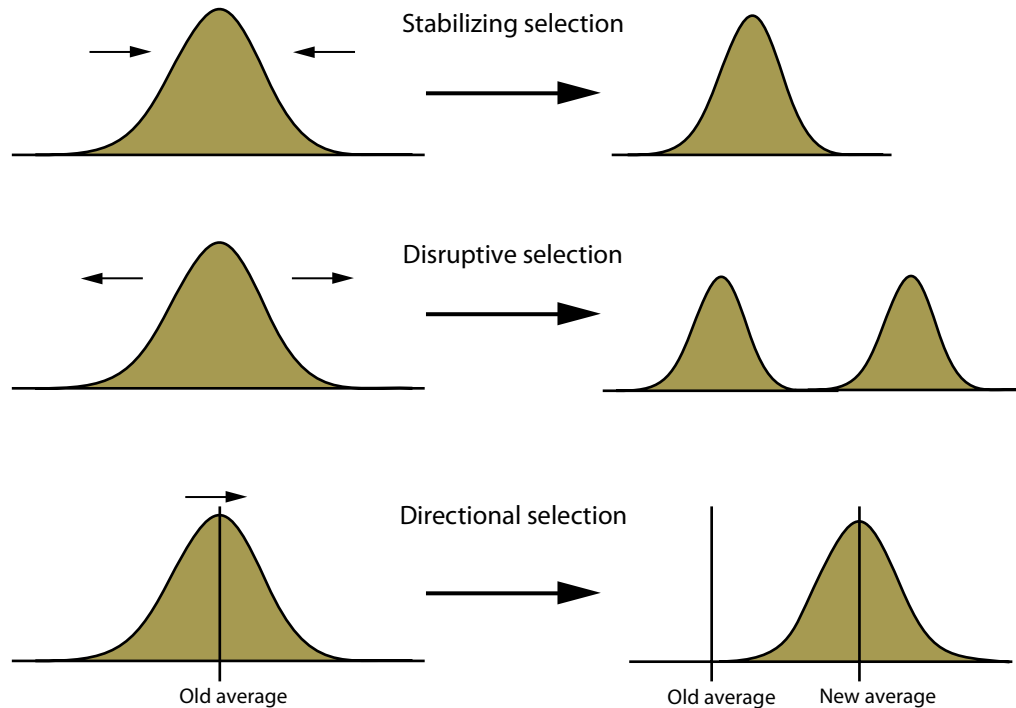 Stabilizing selection
Disruptive selection
Directional selection
Old average
Old average
New average